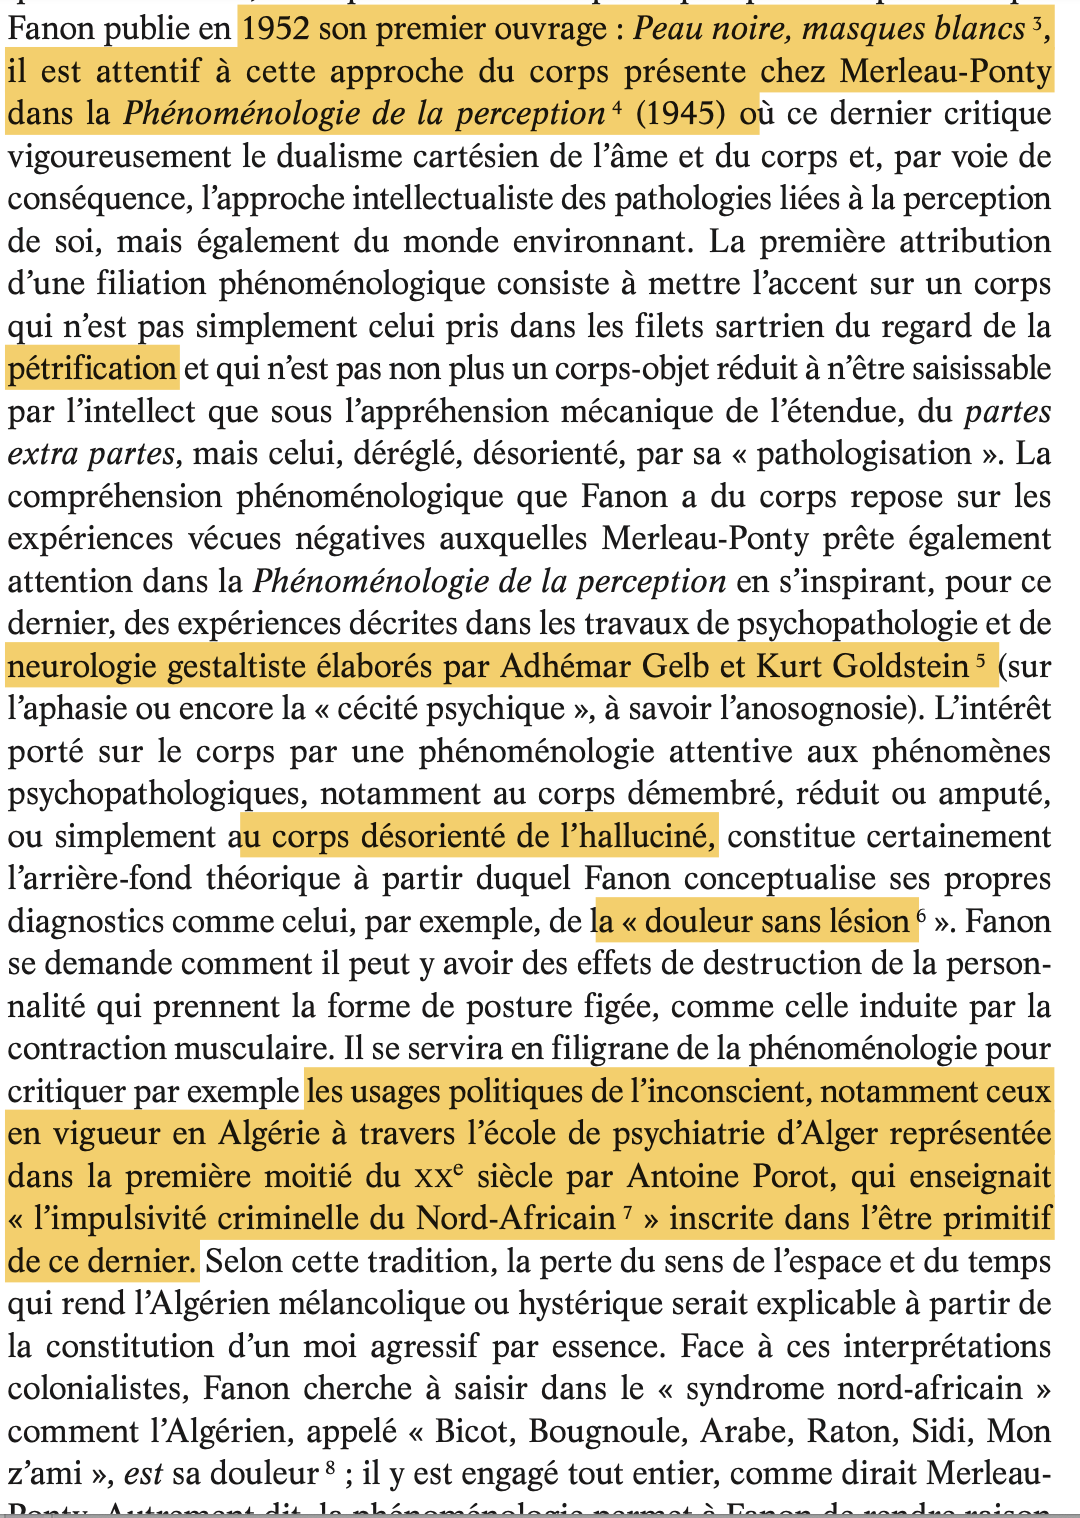 Fanon publie en 1952 son premier ouvrage : Peau noire, masques blancs 3,
il est attentif à cette approche du corps présente chez Merleau-Ponty
dans la Phénoménologie de la perception 4 (1945) où ce dernier critique
vigoureusement le dualisme cartésien de l’âme et du corps et, par voie de
conséquence, l’approche intellectualiste des pathologies liées à la perception
de soi, mais également du monde environnant. La première attribution
d’une filiation phénoménologique consiste à mettre l’accent sur un corps
qui n’est pas simplement celui pris dans les filets sartrien du regard de la
pétrification et qui n’est pas non plus un corps-objet réduit à n’être saisissable
par l’intellect que sous l’appréhension mécanique de l’étendue, du partes
extra partes, mais celui, déréglé, désorienté, par sa « pathologisation ». La
compréhension phénoménologique que Fanon a du corps repose sur les
expériences vécues négatives auxquelles Merleau-Ponty prête également
attention dans la Phénoménologie de la perception en s’inspirant, pour ce
dernier, des expériences décrites dans les travaux de psychopathologie et de
neurologie gestaltiste élaborés par Adhémar Gelb et Kurt Goldstein 5 (sur
l’aphasie ou encore la « cécité psychique », à savoir l’anosognosie). L’intérêt
porté sur le corps par une phénoménologie attentive aux phénomènes
psychopathologiques, notamment au corps démembré, réduit ou amputé,
ou simplement au corps désorienté de l’halluciné, constitue certainement
l’arrière-fond théorique à partir duquel Fanon conceptualise ses propres
diagnostics comme celui, par exemple, de la « douleur sans lésion 6 ». Fanon
se demande comment il peut y avoir des effets de destruction de la person-
nalité qui prennent la forme de posture figée, comme celle induite par la
contraction musculaire. Il se servira en filigrane de la phénoménologie pour
critiquer par exemple les usages politiques de l’inconscient, notamment ceux
en vigueur en Algérie à travers l’école de psychiatrie d’Alger représentée
dans la première moitié du XXe siècle par Antoine Porot, qui enseignait
« l’impulsivité criminelle du Nord-Africain 7 » inscrite dans l’être primitif
de ce dernier. Selon cette tradition, la perte du sens de l’espace et du temps
qui rend l’Algérien mélancolique ou hystérique serait explicable à partir de
la constitution d’un moi agressif par essence. Face à ces interprétations
colonialistes, Fanon cherche à saisir dans le « syndrome nord-africain »
comment l’Algérien, appelé « Bicot, Bougnoule, Arabe, Raton, Sidi, Mon
z’ami », est sa douleur 8 ; il y est engagé tout entier, comme dirait Merleau-
Ponty. Autrement dit, la phénoménologie permet à Fanon de rendre raison